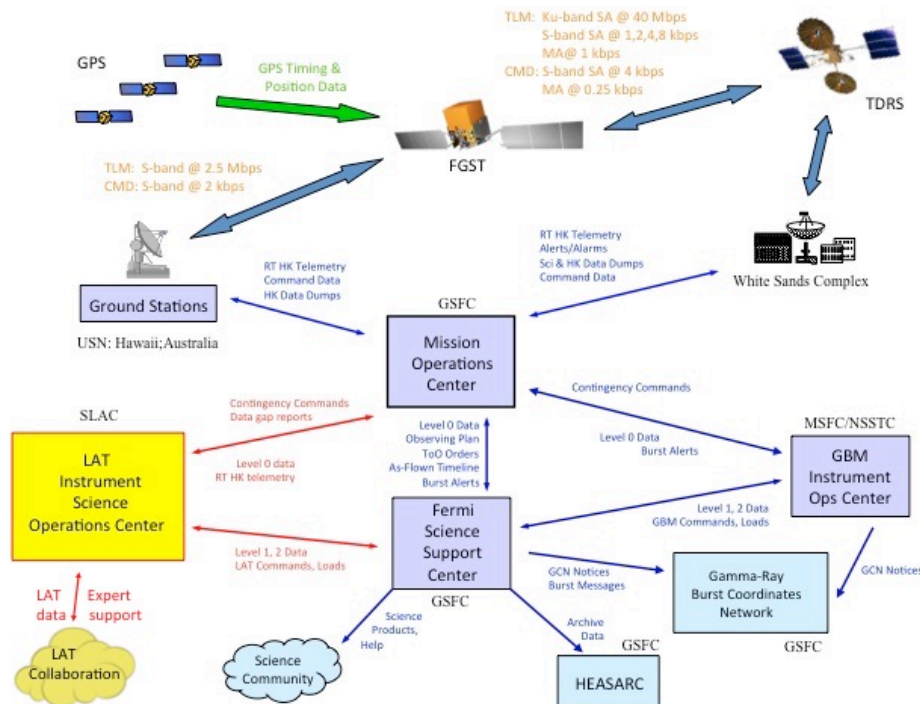 GPS
GPS Timing &
Position Data
TLM: Ku-band SA @ 40 Mbps
S-band SA @ 1,2,4,8 kbps
MA@ 1 kbps
CMD: S-band SA @ 4 kbps
MA @ 0.25 kbps
TDRS
FGST
TLM: S-band @ 2.5 Mbps
CMD: S-band @ 2 kbps
RT HK Telemetry
Command Data
HK Data Dumps
RT HK Telemetry
Alerts/Alarms
Sci & HK Data Dumps
Command Data
White Sands Complex
Ground Stations
USN: Hawaii;Australia
GSFC
Mission
Operations
Center
Contingency Commands
Data gap reports
Level 0 data
RT HK telemetry
Level 0 Data
Observing Plan
ToO Orders
As-Flown Timeline
Burst Alerts
Contingency Commands
Level 0 Data
Burst Alerts
SLAC
LAT
Instrument
Science
Operations Center
MSFC/NSSTC
GBM
Instrument
Ops Center
Fermi
Science
Support
Center
GSFC
Level 1, 2 Data
LAT Commands, Loads
Level 1, 2 Data
GBM Commands, Loads
GCN Notices
Burst Messages
GCN Notices
Gamma-Ray
Burst Coordinates
Network
GSFC
LAT
data
Expert
support
LAT
Collaboration
Science
Products,
Help
Science
Community
Archive
Data
GSFC
HEASARC